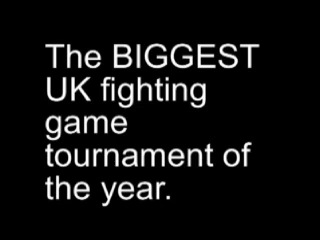 The BIGGEST
UK fighting
game
tournament of
the year.